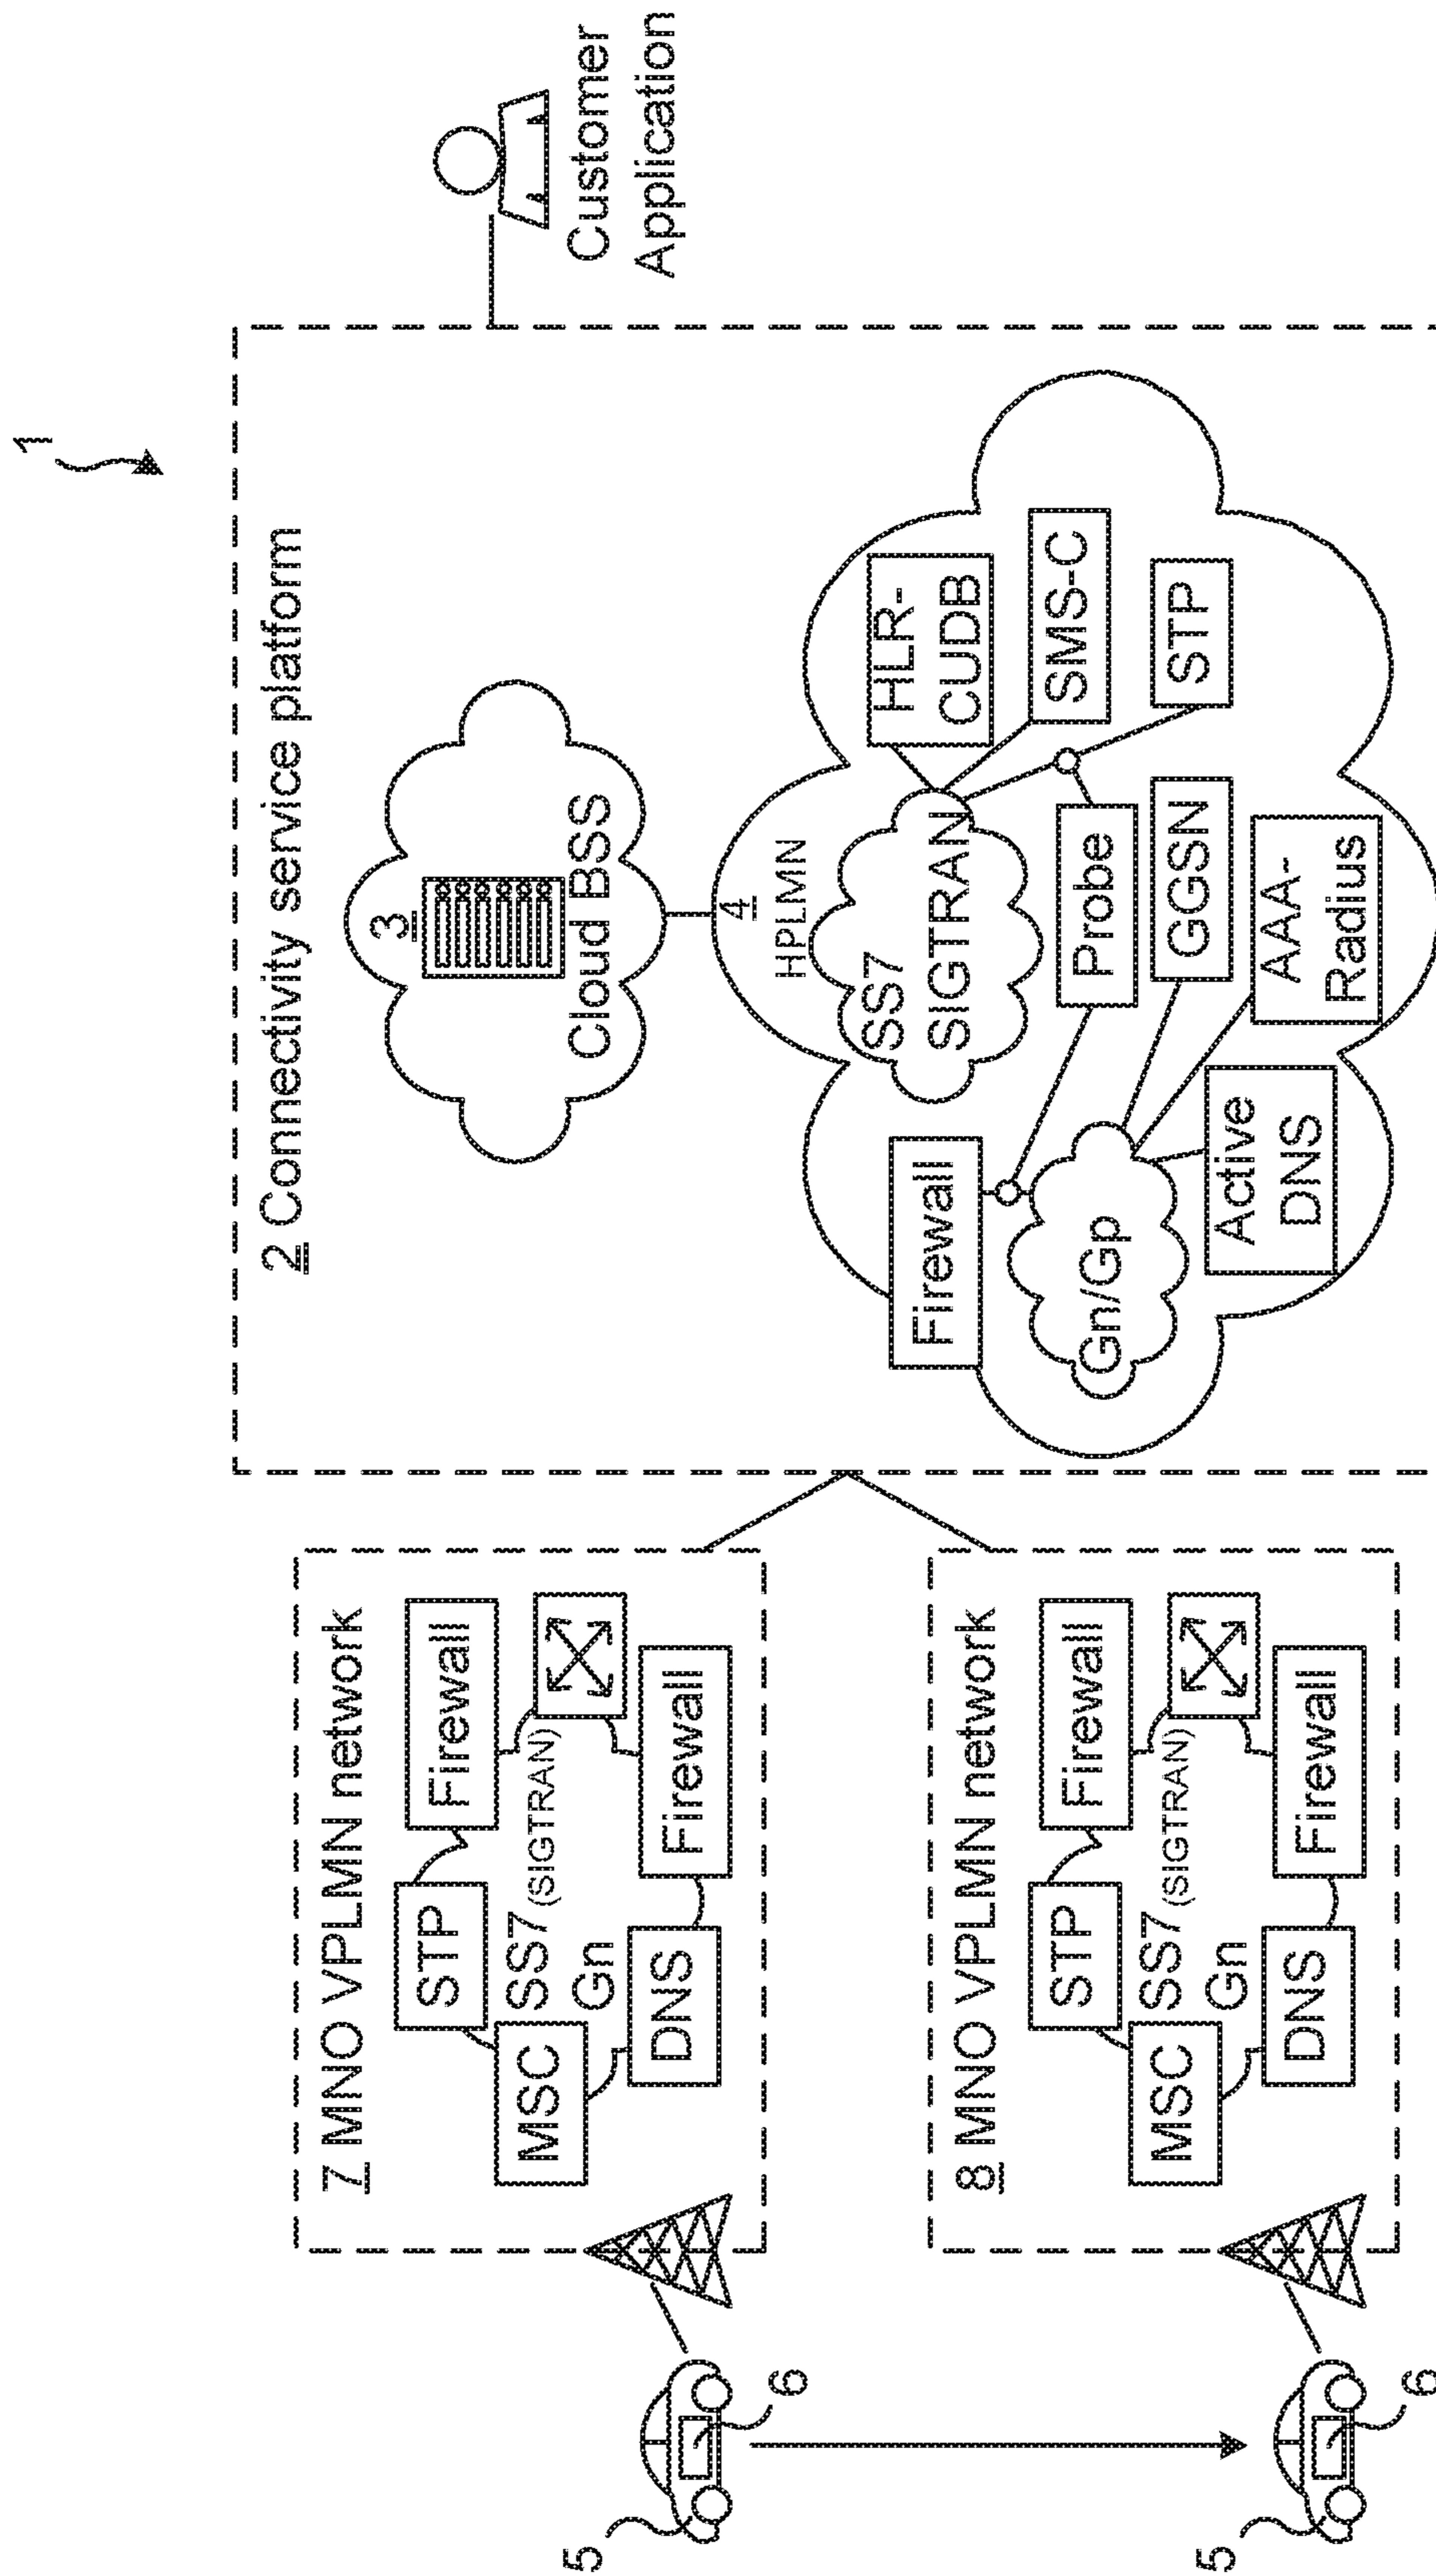 1
2 Connectivity service platform
3
Cloud BSS
4
HPLMN
SS7
SIGTRAN
HLR-
CUDB
SMS-C
STP
Probe
GGSN
AAA-
Radius
Firewall
Gn/Gp
Active
DNS
Customer
Application
7 MNO VPLMN network
STP
Firewall
MSC
SS7(SIGTRAN)
Gn
DNS
Firewall
5
6
8 MNO VPLMN network
STP
Firewall
MSC
SS7(SIGTRAN)
Gn
DNS
Firewall
5
6